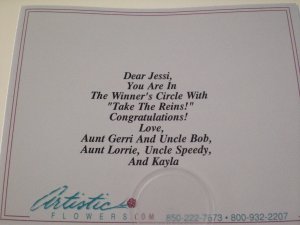 Dear Jessi,
You Are In
The Winner's Circle With
"Take The Reins!"
Congratulations!
Love,
Aunt Gerri And Uncle Bob,
Aunt Lorrie, Uncle Speedy,
And Kayla
Artistic
FLOWERS.COM
850-222-7673 • 800-932-2207